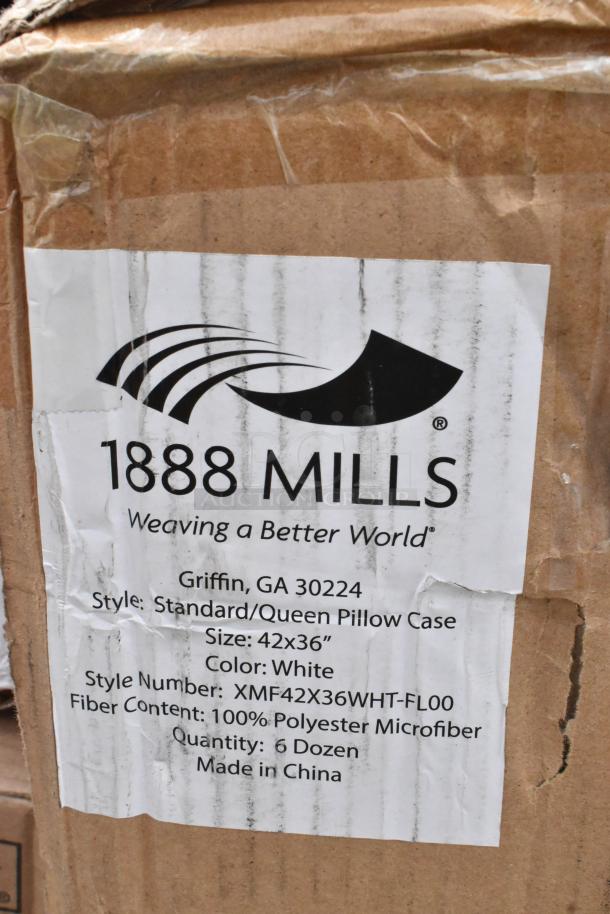 ®
1888 MILLS
Weaving a Better World®
Griffin, GA 30224
Style: Standard/Queen Pillow Case
Size: 42x36”
Color: White
Style Number: XMF42X36WHT-FL00
Fiber Content: 100% Polyester Microfiber
Quantity: 6 Dozen
Made in China